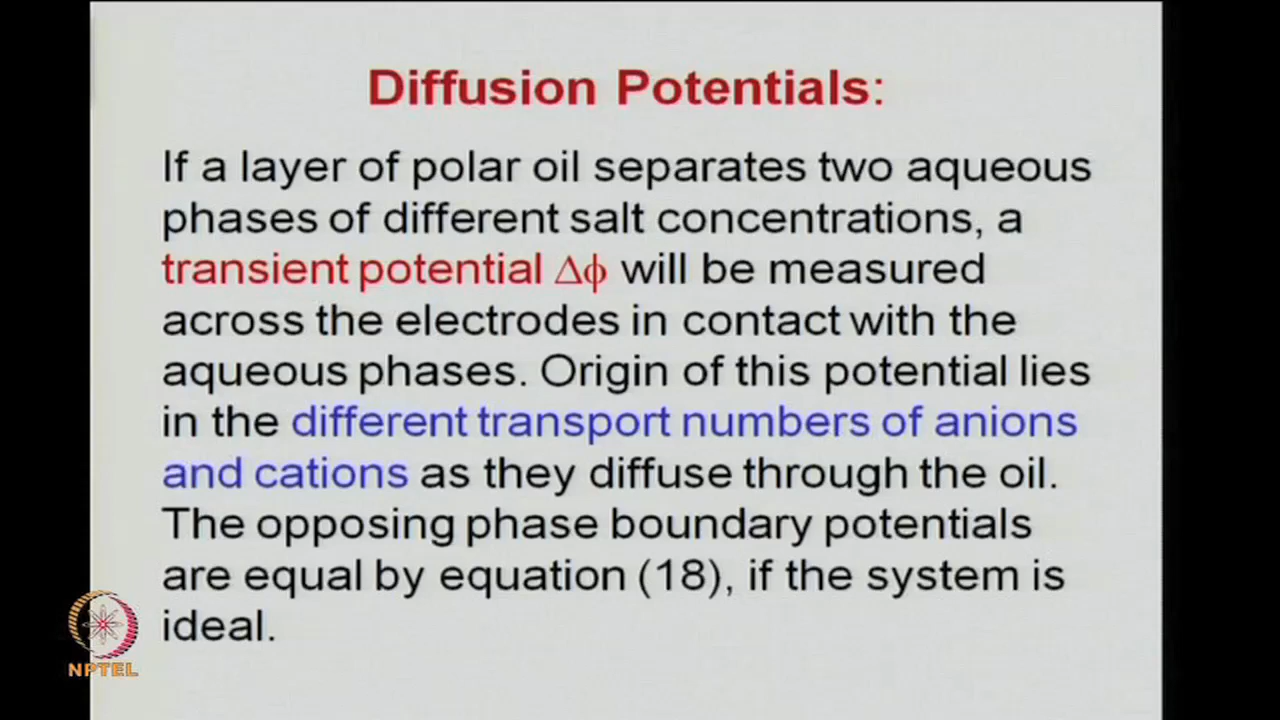 Diffusion Potentials:
If a layer of polar oil separates two aqueous
phases of different salt concentrations, a
transient potential Δϕ will be measured
across the electrodes in contact with the
aqueous phases. Origin of this potential lies
in the different transport numbers of anions
and cations as they diffuse through the oil.
The opposing phase boundary potentials
are equal by equation (18), if the system is
ideal.
NPTEL